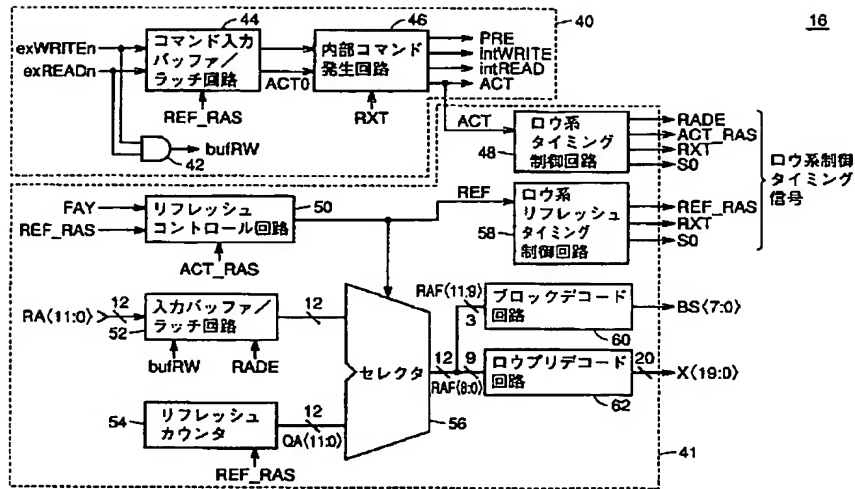 16
40
exWRITEn
exREADn
44
コマンド入力
バッファ/
ラッチ回路
REF_RAS
ACT0
46
内部コマンド
発生回路
RXT
PRE
intWRITE
intREAD
ACT
42
bufRW
ACT
48
ロウ系
タイミング
制御回路
RADE
ACT_RAS
RXT
S0
ロウ系制御
タイミング
信号
FAY
REF_RAS
リフレッシュ
コントロール回路
50
ACT_RAS
REF
58
ロウ系
リフレッシュ
タイミング
制御回路
REF_RAS
RXT
S0
RA(11:0)
12
52
入力バッファ/
ラッチ回路
bufRW
RADE
12
セレクタ
56
54
リフレッシュ
カウンタ
REF_RAS
12
QA(11:0)
12
RAF(11:9)
3
9
RAF(8:0)
ブロックデコード
回路
60
BS(7:0)
ロウプリデコード
回路
62
20
X(19:0)
41